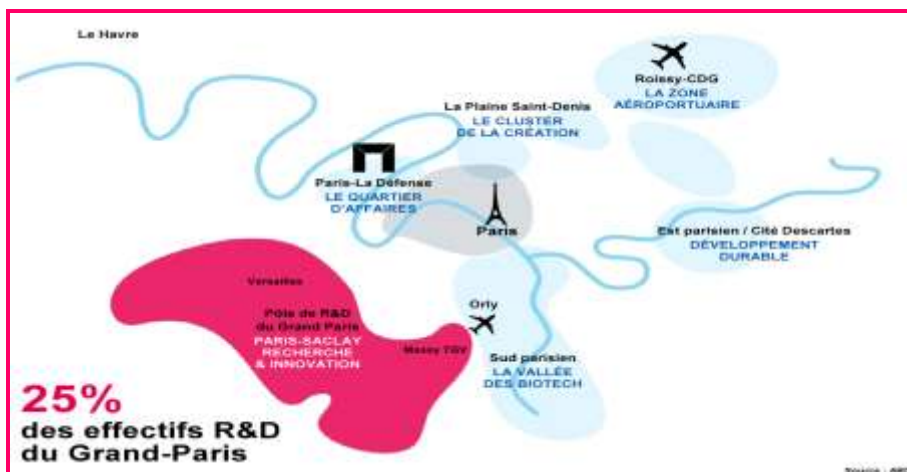 Le Havre
Roissy-CDG
LA ZONE
AÉROPORTUAIRE
La Plaine Saint-Denis
LE CLUSTER
DE LA CRÉATION
Paris-La Défense
LE QUARTIER
D'AFFAIRES
Paris
Est parisien / Cité Descartes
DÉVELOPPEMENT
DURABLE
Versailles
Pôle de R&D
du Grand Paris
PARIS-SACLAY
RECHERCHE
& INNOVATION
Massy TGV
Orly
Sud parisien
LA VALLÉE
DES BIOTECH
25%
des effectifs R&D
du Grand-Paris
Source :